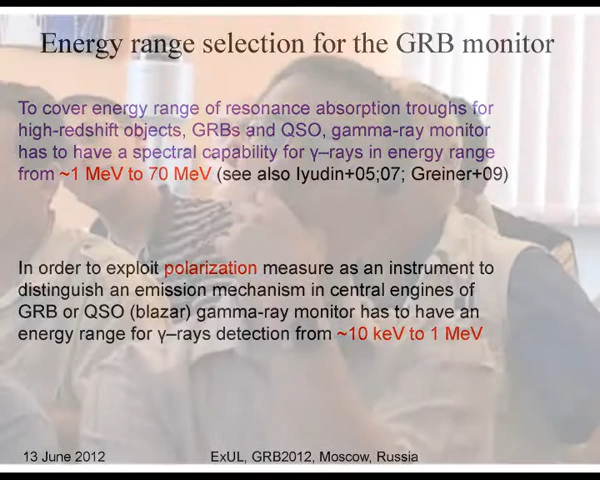 Energy range selection for the GRB monitor
To cover energy range of resonance absorption troughs for
high-redshift objects, GRBs and QSO, gamma-ray monitor
has to have a spectral capability for γ–rays in energy range
from ~1 MeV to 70 MeV (see also Iyudin+05;07; Greiner+09)
In order to exploit polarization measure as an instrument to
distinguish an emission mechanism in central engines of
GRB or QSO (blazar) gamma-ray monitor has to have an
energy range for γ–rays detection from ~10 keV to 1 MeV
13 June 2012 ExUL, GRB2012, Moscow, Russia